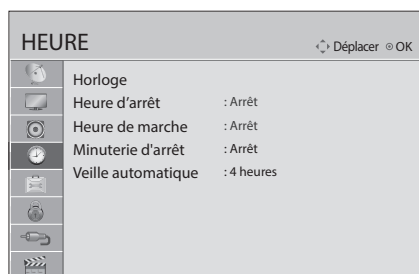 HEURE
Déplacer OK
Horloge
Heure d’arrêt : Arrêt
Heure de marche : Arrêt
Minuterie d'arrêt : Arrêt
Veille automatique : 4 heures